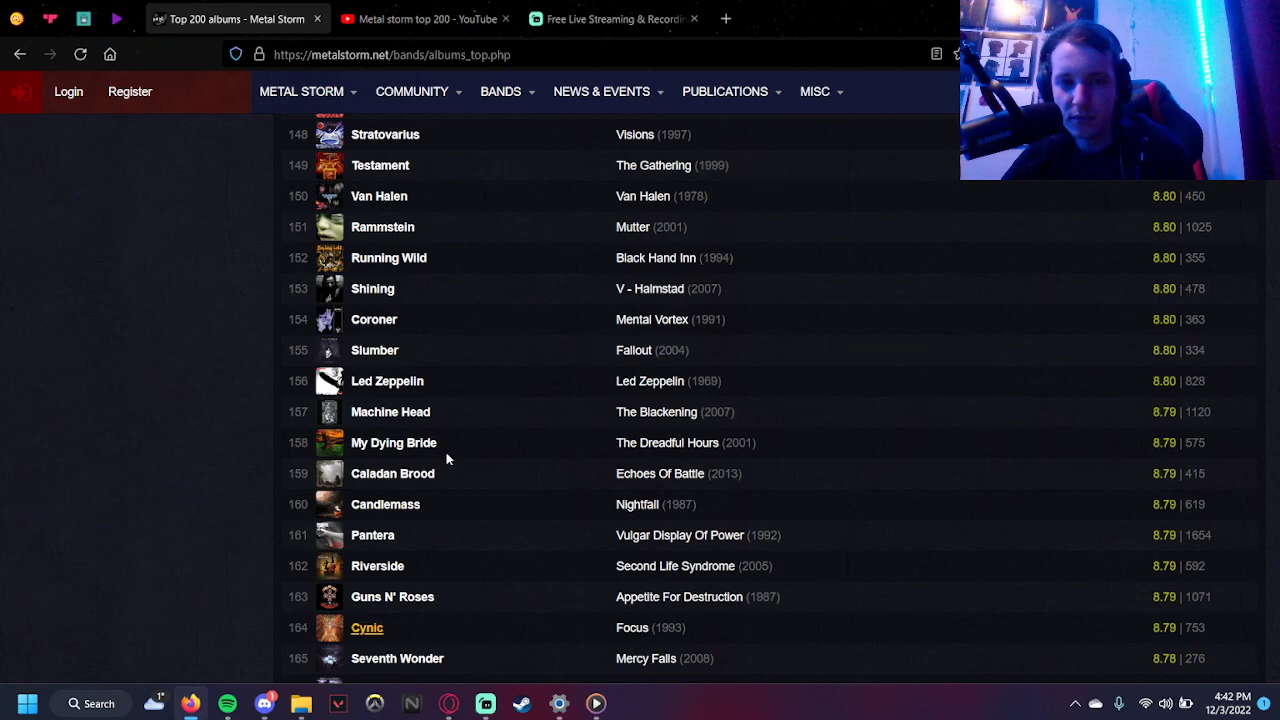 Top 200 albums - Metal Storm
Metal storm top 200 - YouTube
Free Live Streaming & Recordin
https://metalstorm.net/bands/albums_top.php
Login Register METAL STORM COMMUNITY BANDS NEWS & EVENTS PUBLICATIONS MISC
148 Stratovarius Visions (1997)
149 Testament The Gathering (1999)
150 Van Halen Van Halen (1978) 8.80 | 450
151 Rammstein Mutter (2001) 8.80 | 1025
152 Running Wild Black Hand Inn (1994) 8.80 | 355
153 Shining V - Halmstad (2007) 8.80 | 478
154 Coroner Mental Vortex (1991) 8.80 | 363
155 Slumber Fallout (2004) 8.80 | 334
156 Led Zeppelin Led Zeppelin (1969) 8.80 | 828
157 Machine Head The Blackening (2007) 8.79 | 1120
158 My Dying Bride The Dreadful Hours (2001) 8.79 | 575
159 Caladan Brood Echoes Of Battle (2013) 8.79 | 415
160 Candlemass Nightfall (1987) 8.79 | 619
161 Pantera Vulgar Display Of Power (1992) 8.79 | 1654
162 Riverside Second Life Syndrome (2005) 8.79 | 592
163 Guns N' Roses Appetite For Destruction (1987) 8.79 | 1071
164 Cynic Focus (1993) 8.79 | 753
165 Seventh Wonder Mercy Falls (2008) 8.78 | 276
Search
1
4:42 PM
12/3/2022
1